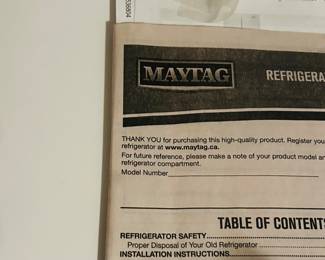 MAYTAG
REFRIGERA
THANK YOU for purchasing this high-quality product. Register you
refrigerator at www.maytag.ca.
For future reference, please make a note of your product model an
refrigerator compartment.
Model Number
TABLE OF CONTENT
REFRIGERATOR SAFETY
Proper Disposal of Your Old Refrigerator
INSTALLATION INSTRUCTIONS